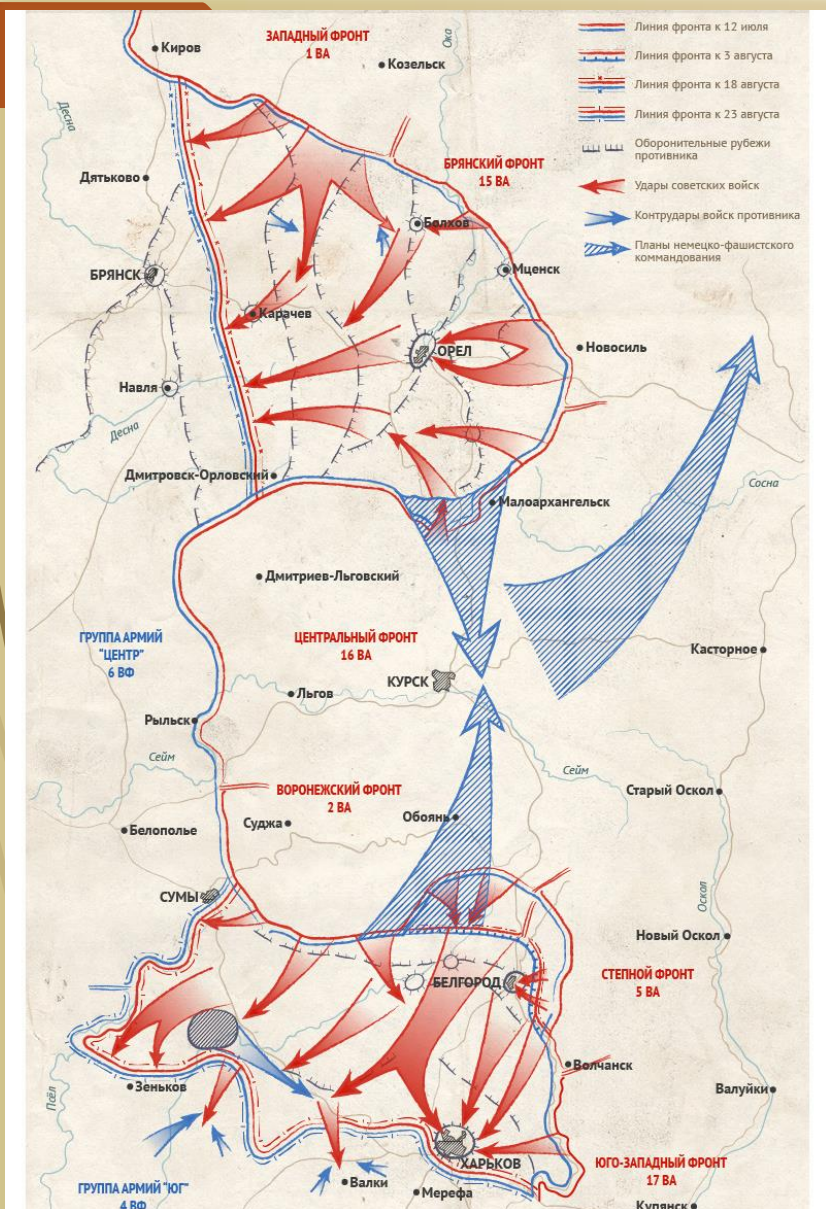 ЗАПАДНЫЙ ФРОНТ
1 ВА
Киров
Козельск
Ока
Линия фронта к 12 июля
Линия фронта к 3 августа
Линия фронта к 18 августа
Линия фронта к 23 августа
Оборонительные рубежи
противника
Удары советских войск
Контрудары войск противника
Планы немецко-фашистского
коммандования
Десна
Дятьково
БРЯНСКИЙ ФРОНТ
15 ВА
Болхов
Мценск
БРЯНСК
Карачев
ОРЕЛ
Новосиль
Навля
Десна
Дмитровск-Орловский
Малоархангельск
Сосна
Дмитриев-Льговский
ГРУППА АРМИЙ
"ЦЕНТР"
6 ВФ
ЦЕНТРАЛЬНЫЙ ФРОНТ
16 ВА
Касторное
КУРСК
Льгов
Рыльск
Сейм
Сейм
ВОРОНЕЖСКИЙ ФРОНТ
2 ВА
Старый Оскол
Белополье
Суджа
Обоянь
СУМЫ
Оскол
Новый Оскол
БЕЛГОРОД
СТЕПНОЙ ФРОНТ
5 ВА
Волчанск
Зеньков
Валуйки
Псёл
ХАРЬКОВ
ЮГО-ЗАПАДНЫЙ ФРОНТ
17 ВА
ГРУППА АРМИЙ "ЮГ"
4 ВФ
Валки
Мерефа
Купянск